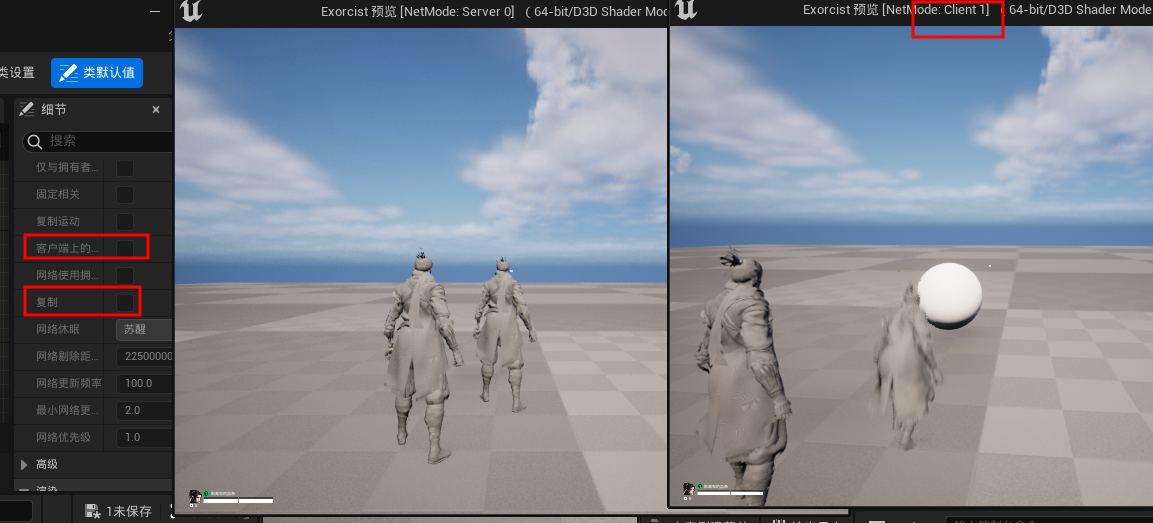 Exorcist 预览 [NetMode: Server 0] ( 64-bit/D3D Shader Mod
Exorcist 预览 [NetMode: Client 1] ( 64-bit/D3D Shader Mode
类设置
类默认值
细节
×
搜索
仅与拥有者...
固定相关
复制运动
客户端上的...
网络使用拥...
复制
网络休眠 苏醒
网络剔除距... 22500000
网络更新频率 100.0
最小网络更... 2.0
网络优先级 1.0
高级
1未保存